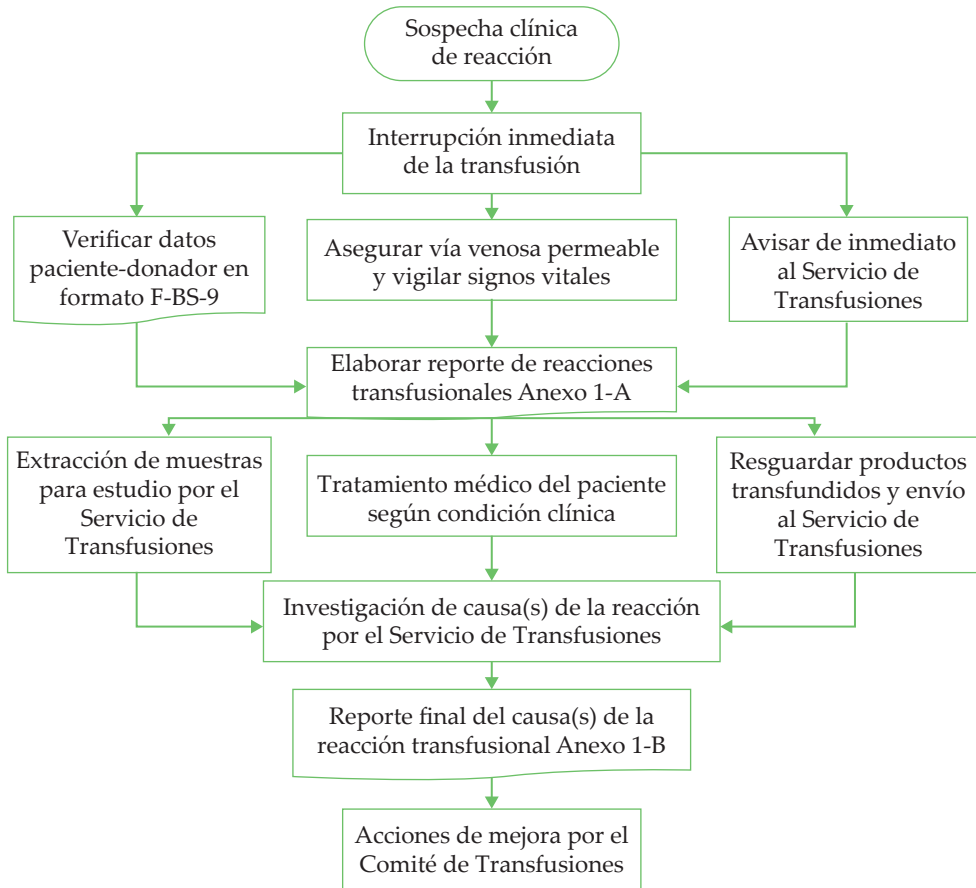 Sospecha clínica
de reacción
Interrupción inmediata
de la transfusión
Verificar datos
paciente-donador en
formato F-BS-9
Asegurar vía venosa permeable
y vigilar signos vitales
Avisar de inmediato
al Servicio de
Transfusiones
Elaborar reporte de reacciones
transfusionales Anexo 1-A
Extracción de muestras
para estudio por el
Servicio de
Transfusiones
Tratamiento médico del paciente
según condición clínica
Resguardar productos
transfundidos y envío
al Servicio de
Transfusiones
Investigación de causa(s) de la reacción
por el Servicio de Transfusiones
Reporte final del causa(s) de la
reacción transfusional Anexo 1-B
Acciones de mejora por el
Comité de Transfusiones